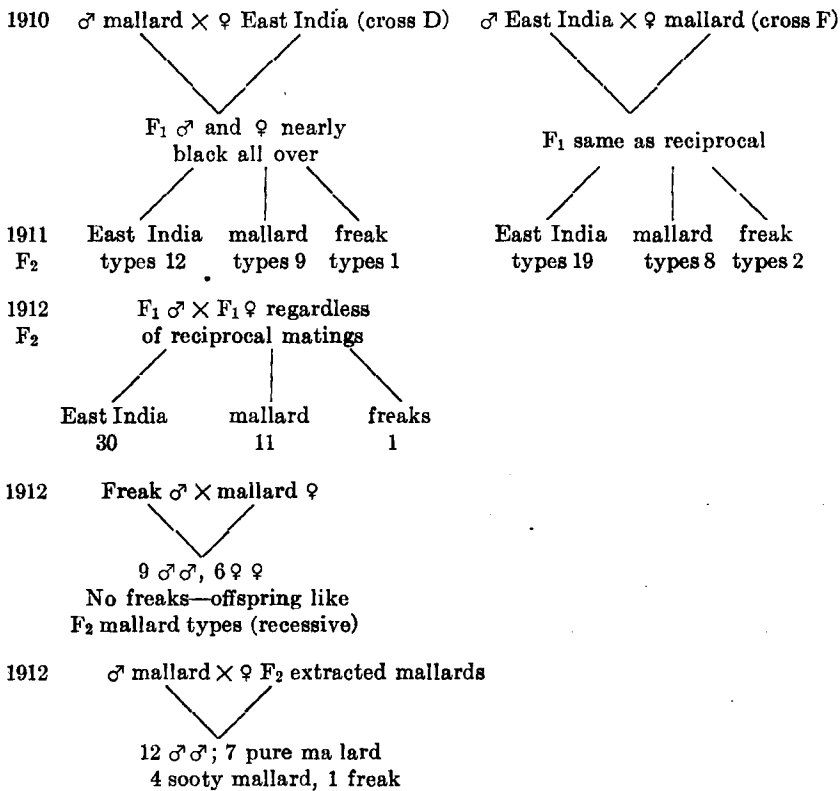 1910 ♂ mallard × ♀ East India (cross D) ♂ East India × ♀ mallard (cross F)
F₁ ♂ and ♀ nearly
black all over
F₁ same as reciprocal
1911 East India mallard freak East India mallard freak
F₂ types 12 types 9 types 1 types 19 types 8 types 2
1912 F₁ ♂ × F₁ ♀ regardless
F₂ of reciprocal matings
East India mallard freaks
30 11 1
1912 Freak ♂ × mallard ♀
9 ♂♂, 6 ♀ ♀
No freaks—offspring like
F₂ mallard types (recessive)
1912 ♂ mallard × ♀ F₂ extracted mallards
12 ♂♂; 7 pure ma lard
4 sooty mallard, 1 freak